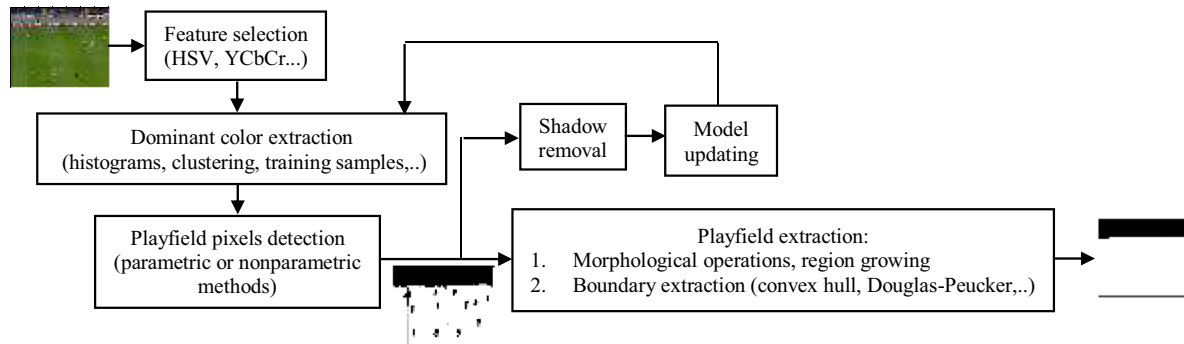 Feature selection
(HSV, YCbCr...)
Dominant color extraction
(histograms, clustering, training samples,..)
Shadow
removal
Model
updating
Playfield pixels detection
(parametric or nonparametric
methods)
Playfield extraction:
1. Morphological operations, region growing
2. Boundary extraction (convex hull, Douglas-Peucker,..)